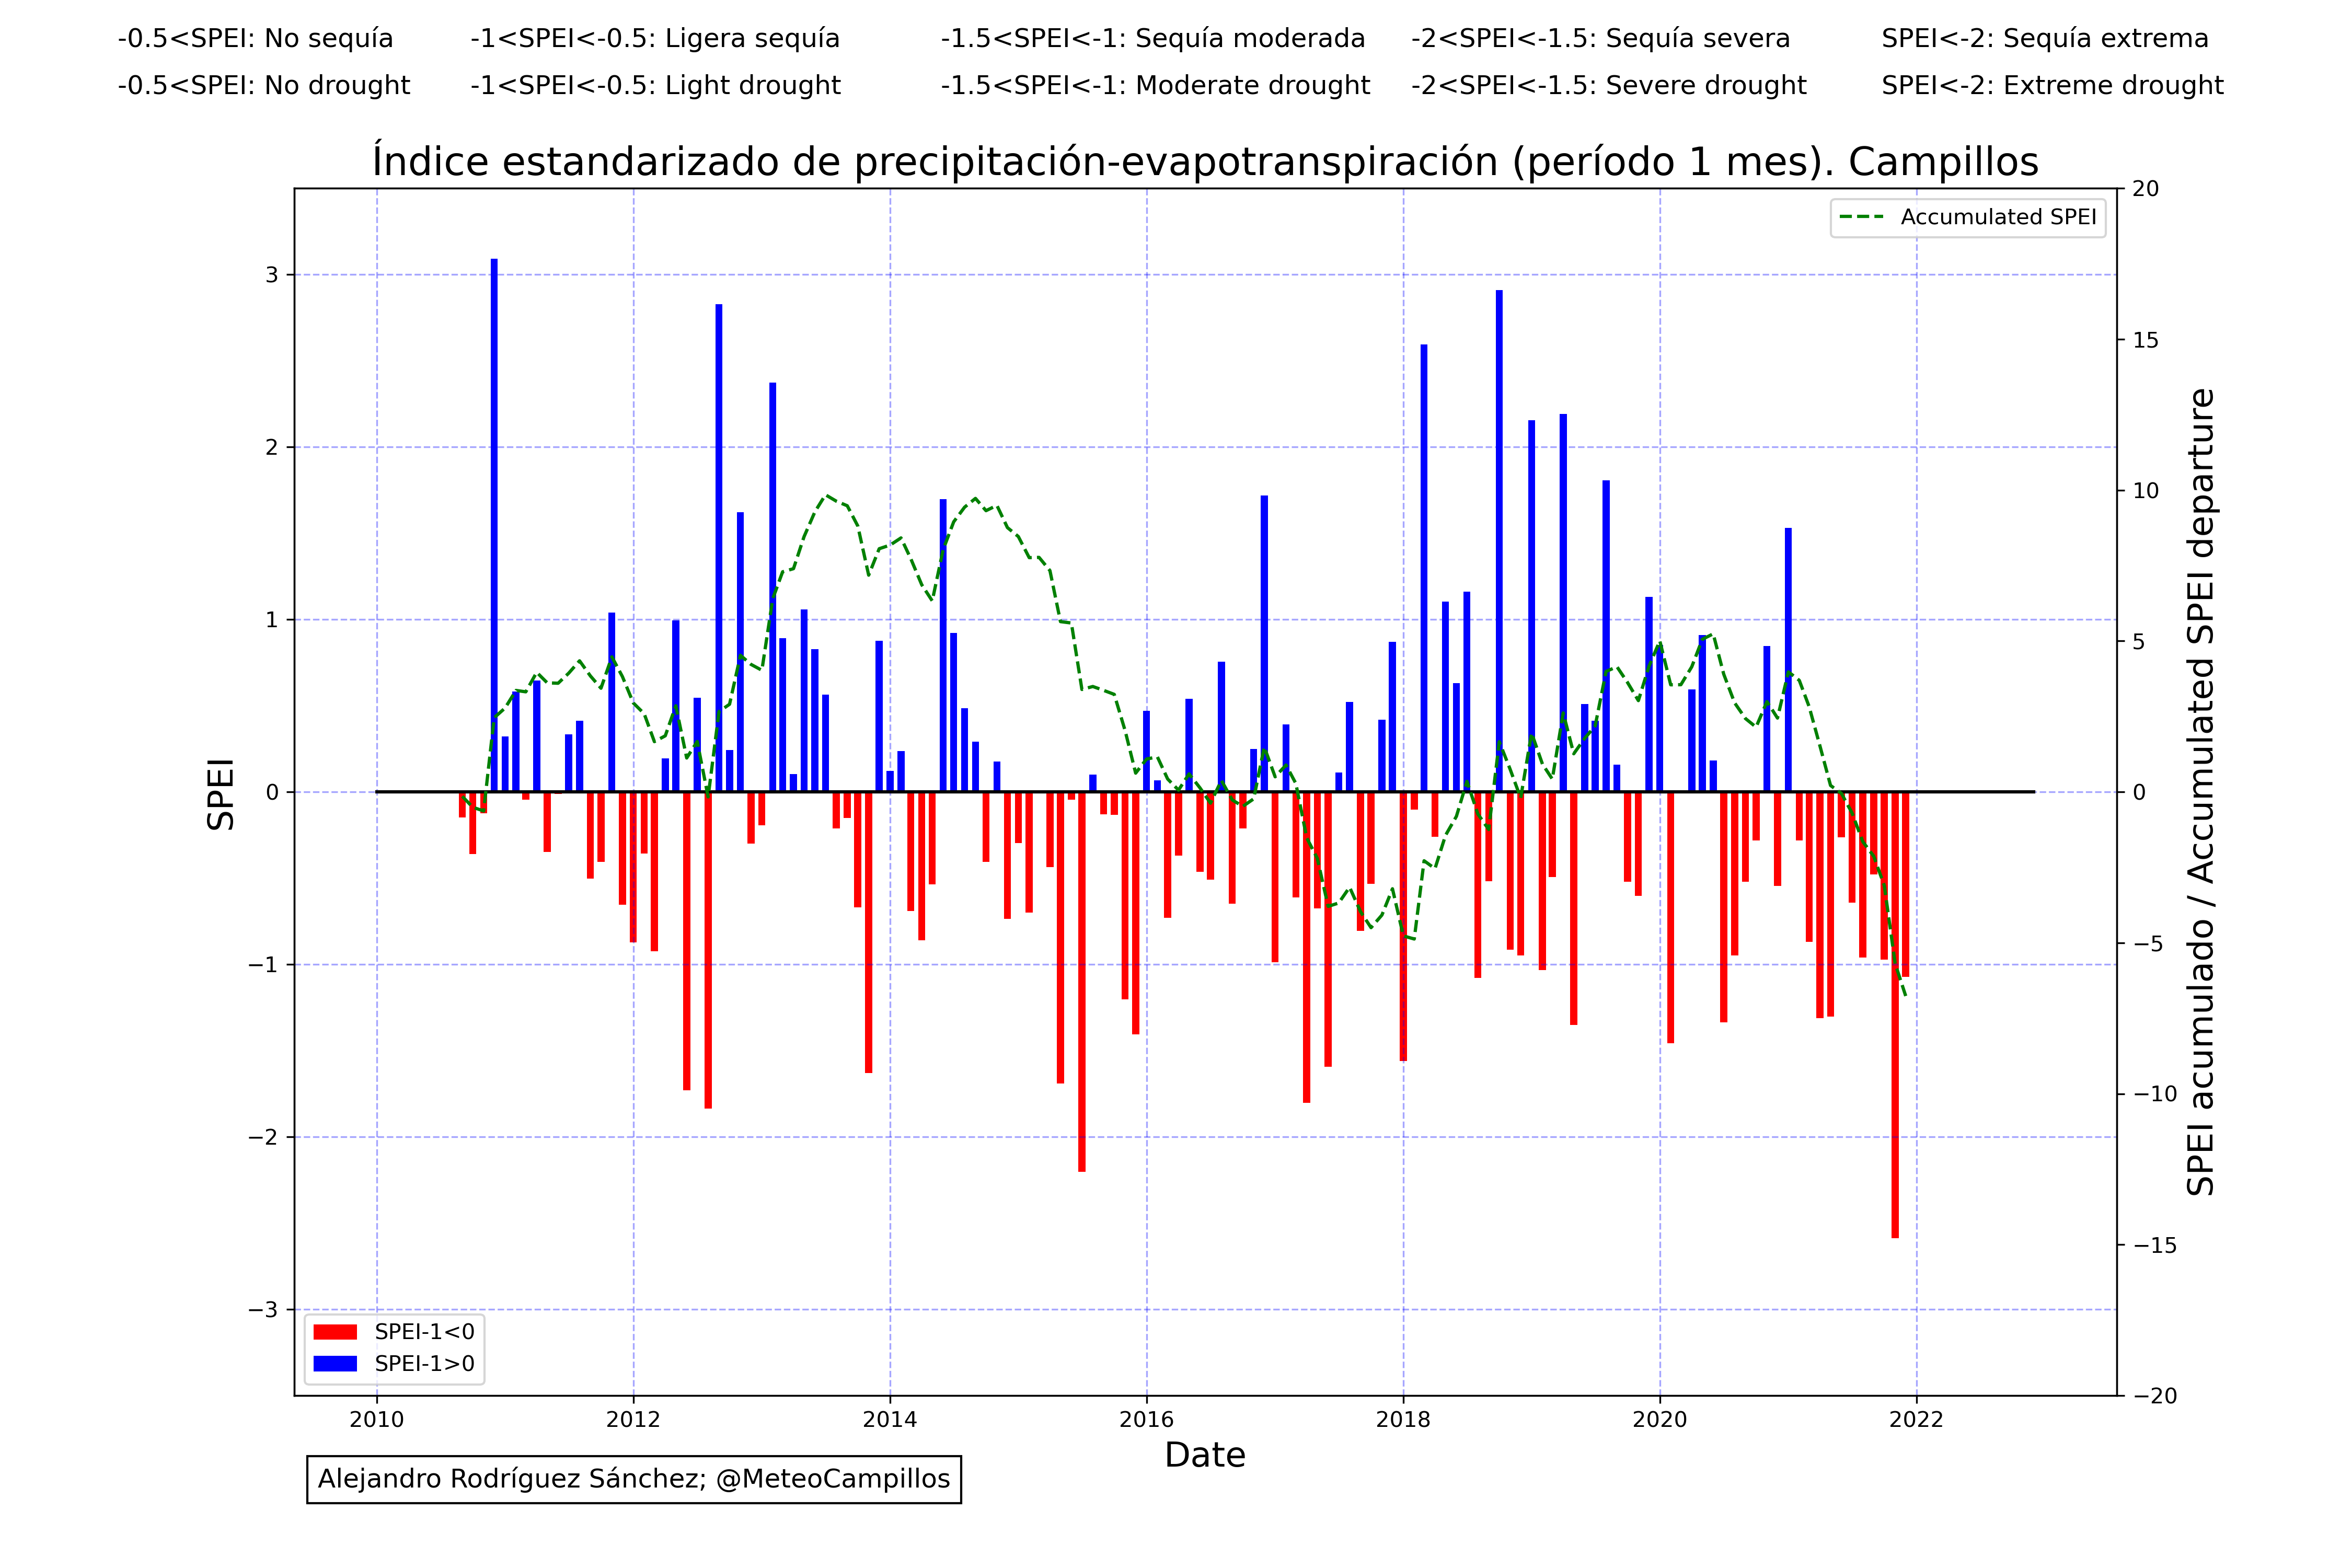 -0.5<SPEI: No sequía -1<SPEI<-0.5: Ligera sequía -1.5<SPEI<-1: Sequía moderada -2<SPEI<-1.5: Sequía severa SPEI<-2: Sequía extrema
-0.5<SPEI: No drought -1<SPEI<-0.5: Light drought -1.5<SPEI<-1: Moderate drought -2<SPEI<-1.5: Severe drought SPEI<-2: Extreme drought
Índice estandarizado de precipitación-evapotranspiración (período 1 mes). Campillos
Accumulated SPEI
SPEI
3
2
1
0
−1
−2
−3
20
15
10
5
0
−5
−10
−15
−20
SPEI acumulado / Accumulated SPEI departure
SPEI-1<0
SPEI-1>0
2010 2012 2014 2016 2018 2020 2022
Date
Alejandro Rodríguez Sánchez; @MeteoCampillos